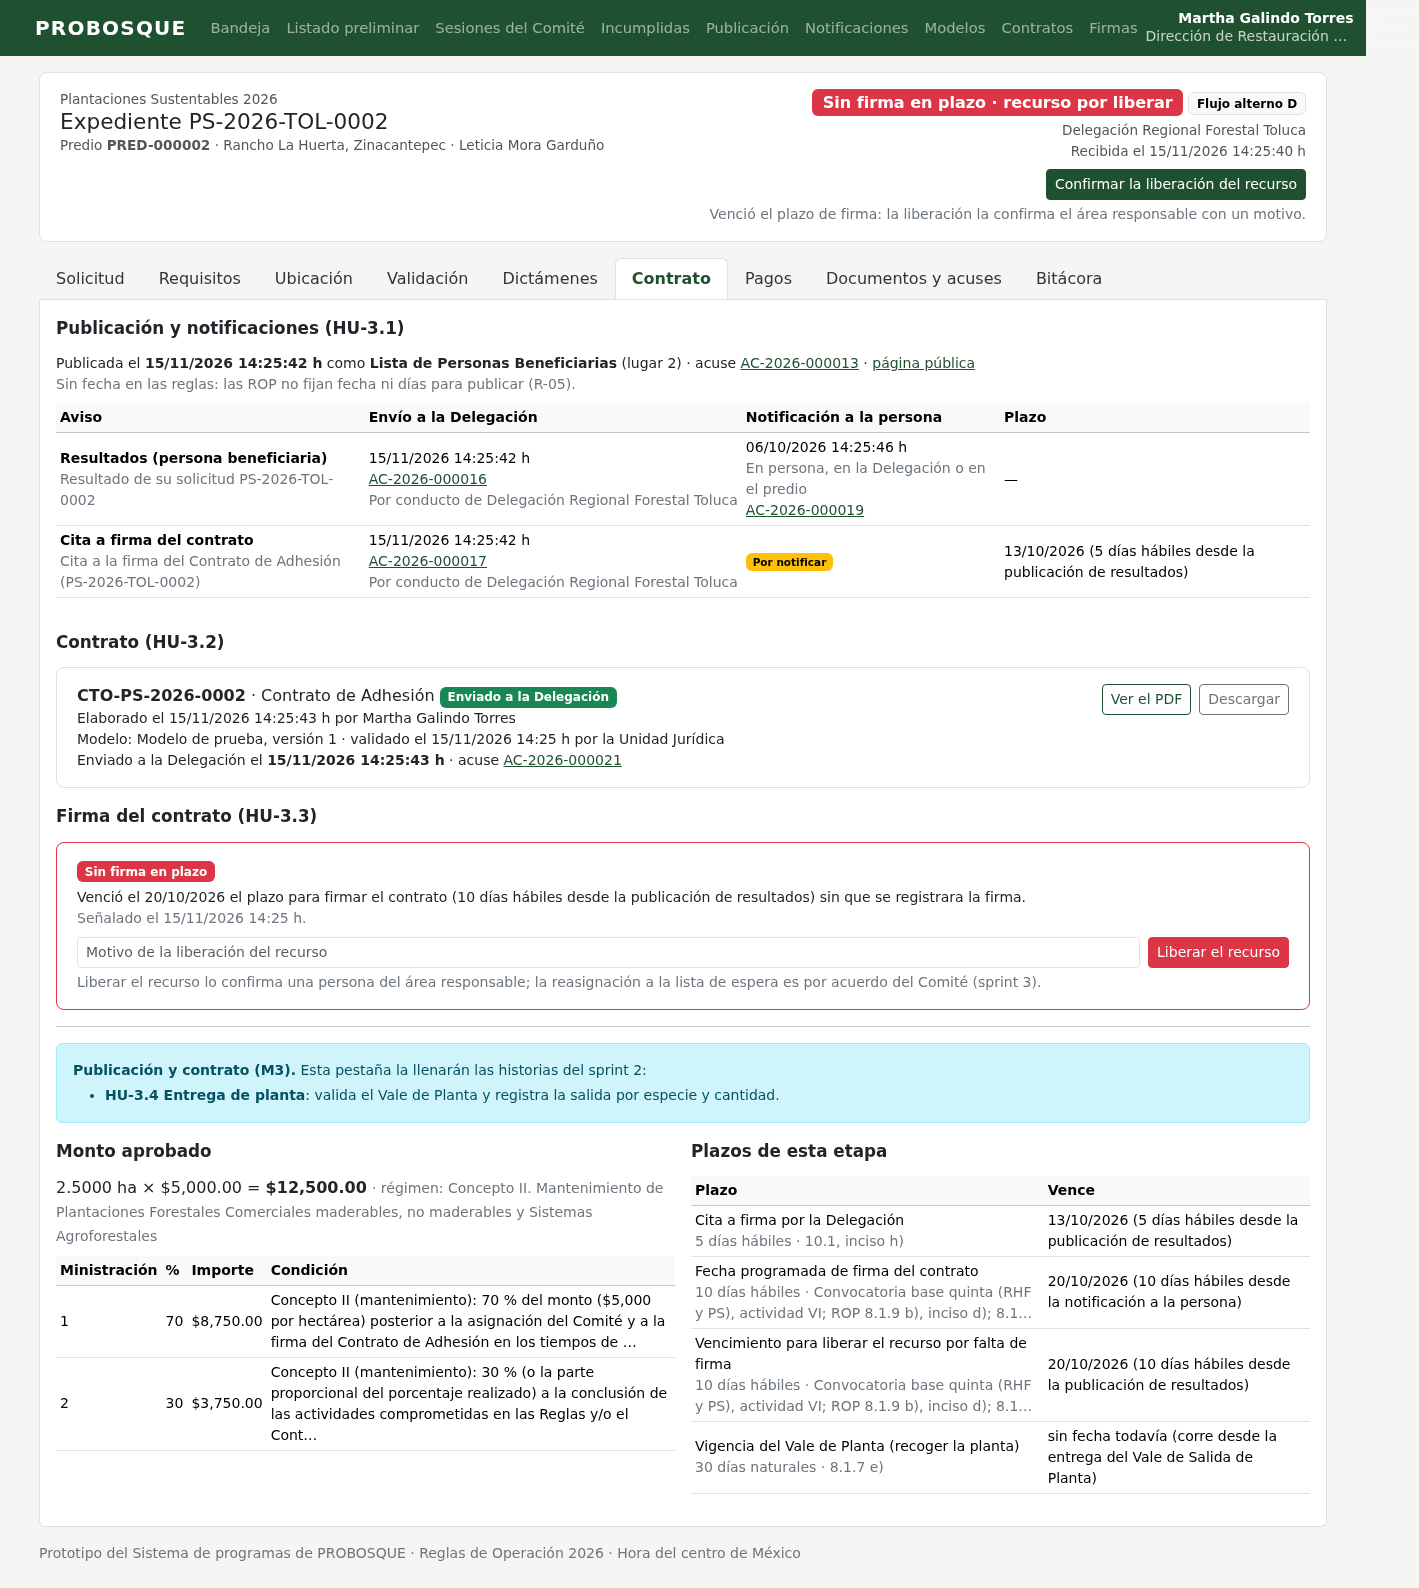 PROBOSQUE Bandeja Listado preliminar Sesiones del Comité Incumplidas Publicación Notificaciones Modelos Contratos Firmas Martha Galindo Torres
Dirección de Restauración ...
Plantaciones Sustentables 2026
Expediente PS-2026-TOL-0002
Predio PRED-000002 · Rancho La Huerta, Zinacantepec · Leticia Mora Garduño
Sin firma en plazo · recurso por liberar Flujo alterno D
Delegación Regional Forestal Toluca
Recibida el 15/11/2026 14:25:40 h
Confirmar la liberación del recurso
Venció el plazo de firma: la liberación la confirma el área responsable con un motivo.
Solicitud Requisitos Ubicación Validación Dictámenes Contrato Pagos Documentos y acuses Bitácora
Publicación y notificaciones (HU-3.1)
Publicada el 15/11/2026 14:25:42 h como Lista de Personas Beneficiarias (lugar 2) · acuse AC-2026-000013 · página pública
Sin fecha en las reglas: las ROP no fijan fecha ni días para publicar (R-05).
Aviso Envío a la Delegación Notificación a la persona Plazo
Resultados (persona beneficiaria)
Resultado de su solicitud PS-2026-TOL-
0002
15/11/2026 14:25:42 h
AC-2026-000016
Por conducto de Delegación Regional Forestal Toluca
06/10/2026 14:25:46 h
En persona, en la Delegación o en
el predio
AC-2026-000019
—
Cita a firma del contrato
Cita a la firma del Contrato de Adhesión
(PS-2026-TOL-0002)
15/11/2026 14:25:42 h
AC-2026-000017
Por conducto de Delegación Regional Forestal Toluca
Por notificar
13/10/2026 (5 días hábiles desde la
publicación de resultados)
Contrato (HU-3.2)
CTO-PS-2026-0002 · Contrato de Adhesión Enviado a la Delegación
Elaborado el 15/11/2026 14:25:43 h por Martha Galindo Torres
Modelo: Modelo de prueba, versión 1 · validado el 15/11/2026 14:25 h por la Unidad Jurídica
Enviado a la Delegación el 15/11/2026 14:25:43 h · acuse AC-2026-000021
Ver el PDF Descargar
Firma del contrato (HU-3.3)
Sin firma en plazo
Venció el 20/10/2026 el plazo para firmar el contrato (10 días hábiles desde la publicación de resultados) sin que se registrara la firma.
Señalado el 15/11/2026 14:25 h.
Motivo de la liberación del recurso Liberar el recurso
Liberar el recurso lo confirma una persona del área responsable; la reasignación a la lista de espera es por acuerdo del Comité (sprint 3).
Publicación y contrato (M3). Esta pestaña la llenarán las historias del sprint 2:
• HU-3.4 Entrega de planta: valida el Vale de Planta y registra la salida por especie y cantidad.
Monto aprobado
2.5000 ha × $5,000.00 = $12,500.00 · régimen: Concepto II. Mantenimiento de
Plantaciones Forestales Comerciales maderables, no maderables y Sistemas
Agroforestales
Ministración % Importe Condición
1 70 $8,750.00 Concepto II (mantenimiento): 70 % del monto ($5,000
por hectárea) posterior a la asignación del Comité y a la
firma del Contrato de Adhesión en los tiempos de ...
2 30 $3,750.00 Concepto II (mantenimiento): 30 % (o la parte
proporcional del porcentaje realizado) a la conclusión de
las actividades comprometidas en las Reglas y/o el
Cont...
Plazos de esta etapa
Plazo Vence
Cita a firma por la Delegación
5 días hábiles · 10.1, inciso h)
13/10/2026 (5 días hábiles desde la
publicación de resultados)
Fecha programada de firma del contrato
10 días hábiles · Convocatoria base quinta (RHF
y PS), actividad VI; ROP 8.1.9 b), inciso d); 8.1...
20/10/2026 (10 días hábiles desde
la notificación a la persona)
Vencimiento para liberar el recurso por falta de
firma
10 días hábiles · Convocatoria base quinta (RHF
y PS), actividad VI; ROP 8.1.9 b), inciso d); 8.1...
20/10/2026 (10 días hábiles desde
la publicación de resultados)
Vigencia del Vale de Planta (recoger la planta)
30 días naturales · 8.1.7 e)
sin fecha todavía (corre desde la
entrega del Vale de Salida de
Planta)
Prototipo del Sistema de programas de PROBOSQUE · Reglas de Operación 2026 · Hora del centro de México